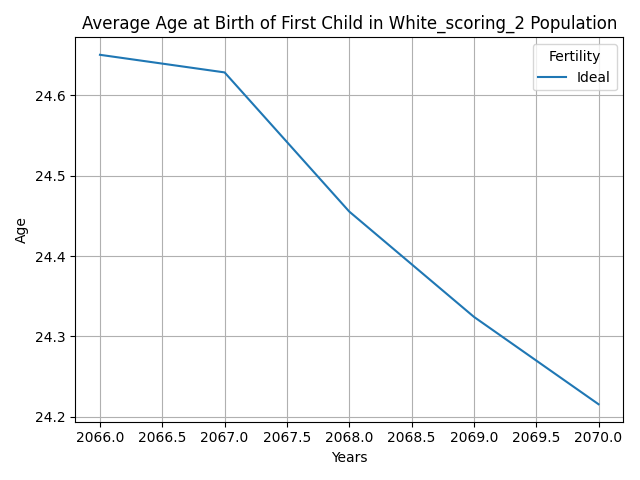 Average Age at Birth of First Child in White_scoring_2 Population
Fertility
Ideal
24.6
24.5
24.4
24.3
24.2
Age
2066.0 2066.5 2067.0 2067.5 2068.0 2068.5 2069.0 2069.5 2070.0
Years